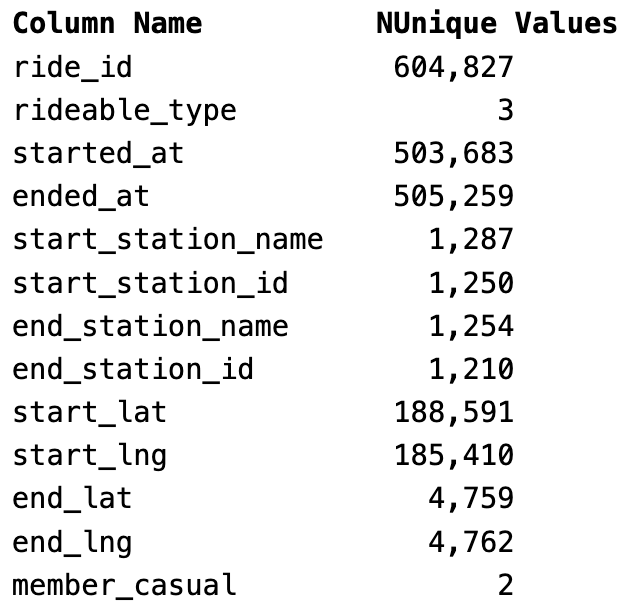 Column Name NUnique Values
ride_id 604,827
rideable_type 3
started_at 503,683
ended_at 505,259
start_station_name 1,287
start_station_id 1,250
end_station_name 1,254
end_station_id 1,210
start_lat 188,591
start_lng 185,410
end_lat 4,759
end_lng 4,762
member_casual 2